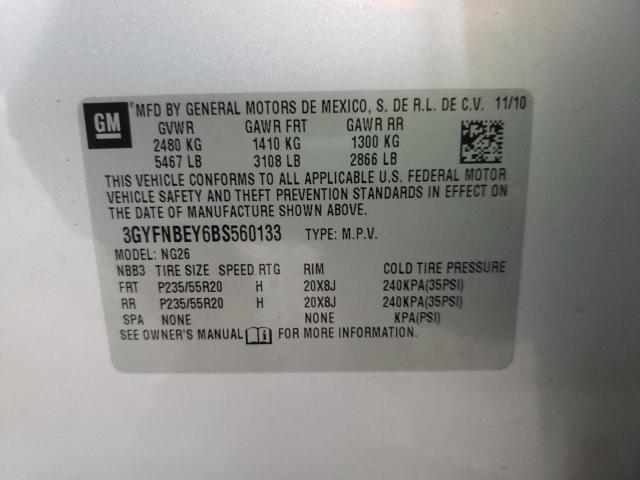 GM MFD BY GENERAL MOTORS DE MEXICO, S. DE R.L. DE C.V. 11/10
GVWR GAWR FRT GAWR RR
2480 KG 1410 KG 1300 KG
5467 LB 3108 LB 2866 LB
THIS VEHICLE CONFORMS TO ALL APPLICABLE U.S. FEDERAL MOTOR
VEHICLE SAFETY AND THEFT PREVENTION STANDARDS IN EFFECT ON
THE DATE OF MANUFACTURE SHOWN ABOVE.
3GYFNBEY6BS560133 TYPE: M.P.V.
MODEL: NG26
NBB3 TIRE SIZE SPEED RTG RIM COLD TIRE PRESSURE
FRT P235/55R20 H 20X8J 240KPA(35PSI)
RR P235/55R20 H 20X8J 240KPA(35PSI)
SPA NONE NONE KPA(PSI)
SEE OWNER'S MANUAL i FOR MORE INFORMATION.